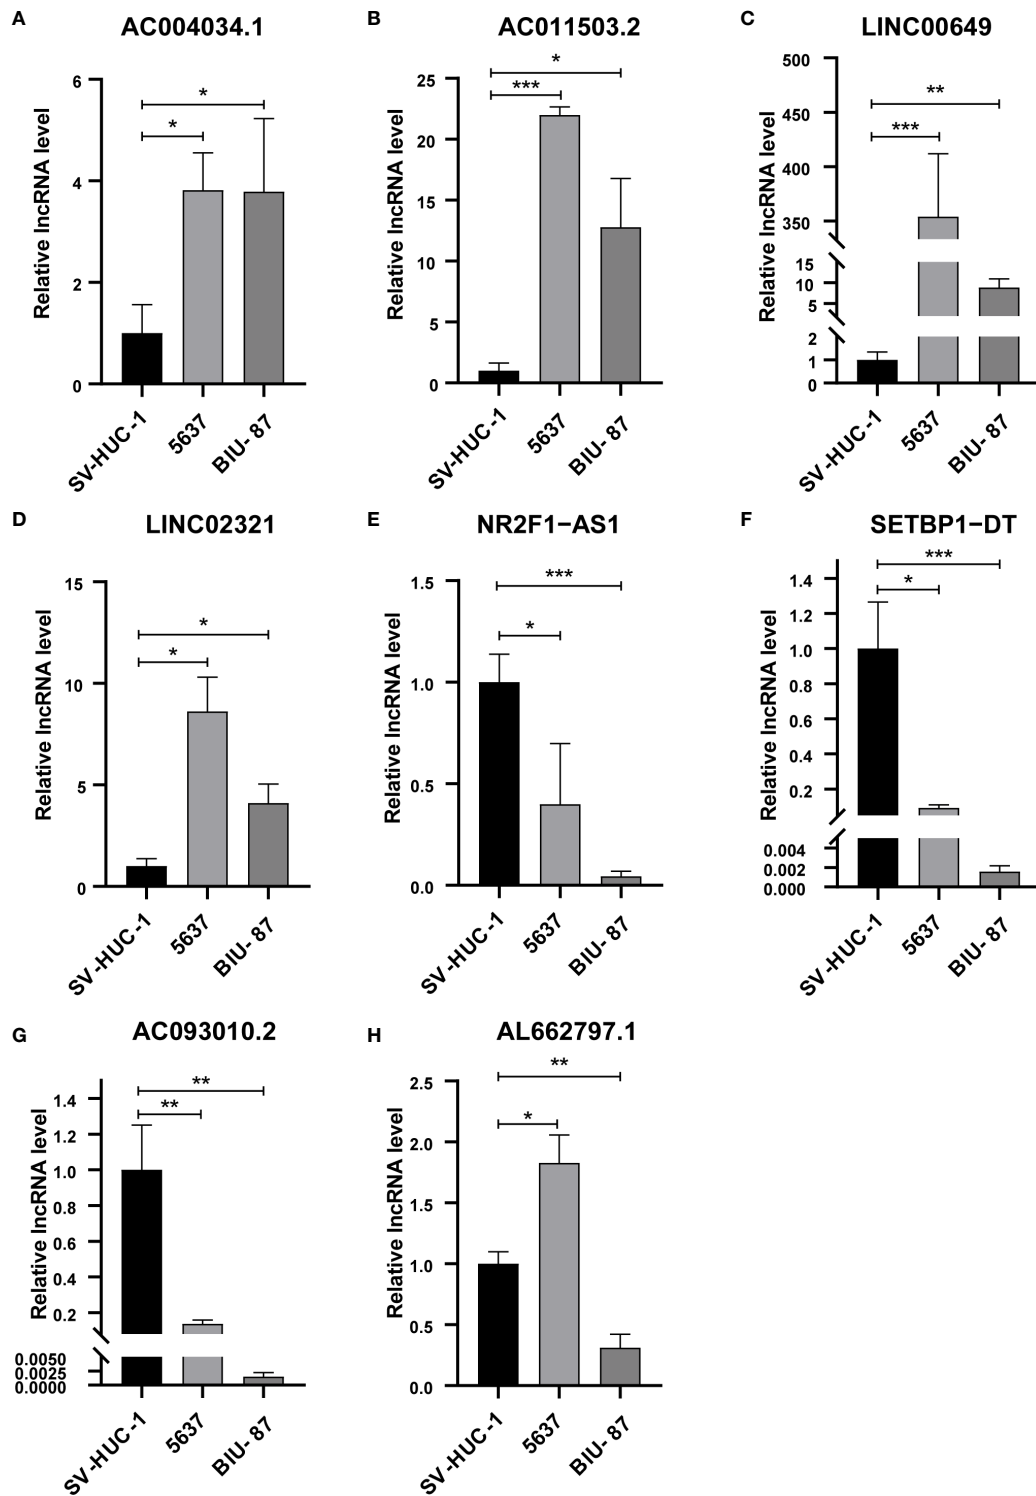 A
AC004034.1
Relative lncRNA level
6
4
2
0
*
*
SV-HUC-1
5637
BIU- 87
B
AC011503.2
Relative lncRNA level
25
20
15
10
5
0
*
***
SV-HUC-1
5637
BIU- 87
C
LINC00649
Relative lncRNA level
500
450
400
350
15
10
5
2
1
0
**
***
SV-HUC-1
5637
BIU- 87
D
LINC02321
Relative lncRNA level
15
10
5
0
*
*
SV-HUC-1
5637
BIU- 87
E
NR2F1−AS1
Relative lncRNA level
1.5
1.0
0.5
0.0
***
*
SV-HUC-1
5637
BIU- 87
F
SETBP1−DT
Relative lncRNA level
1.4
1.2
1.0
0.8
0.6
0.4
0.2
0.004
0.002
0.000
***
*
SV-HUC-1
5637
BIU- 87
G
AC093010.2
Relative lncRNA level
1.4
1.2
1.0
0.8
0.6
0.4
0.2
0.0050
0.0025
0.0000
**
**
SV-HUC-1
5637
BIU- 87
H
AL662797.1
Relative lncRNA level
2.5
2.0
1.5
1.0
0.5
0.0
**
*
SV-HUC-1
5637
BIU- 87